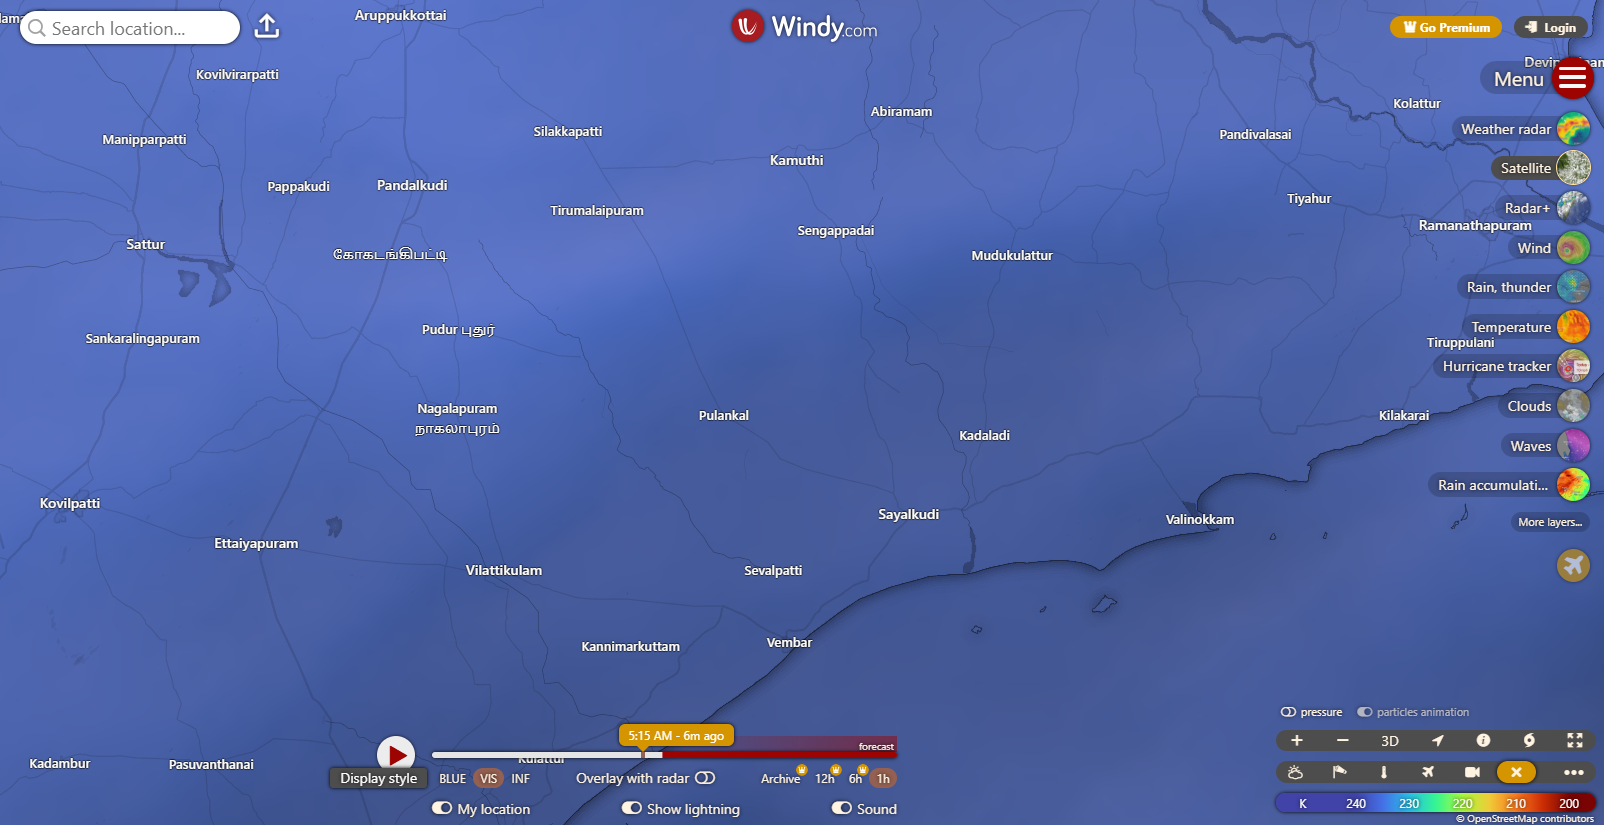 Aruppukkottai
Search location...
Windy.com
Go Premium
Login
Menu
Kovilvirarpatti
Kolattur
Abiramam
Manipparpatti
Silakkapatti
Pandivalasai
Weather radar
Kamuthi
Satellite
Pappakudi
Pandalkudi
Tirumalaipuram
Tiyahur
Radar+
Sengappadai
Ramanathapuram
Sattur
கோகடங்கிபட்டி
Mudukulattur
Wind
Rain, thunder
Pudur புதுர்
Temperature
Sankaralingapuram
Tiruppulani
Hurricane tracker
Nagalapuram
நாகலாபுரம்
Pulankal
Kilakarai
Clouds
Kadaladi
Waves
Rain accumulati...
Kovilpatti
Sayalkudi
Valinokkam
More layers...
Ettaiyapuram
Vilattikulam
Sevalpatti
Kannimarkuttam
Vembar
pressure
particles animation
5:15 AM - 6m ago
forecast
3D
Kadambur
Pasuvanthanai
Display style
BLUE
VIS
INF
Overlay with radar
Archive
12h
6h
1h
My location
Show lightning
Sound
K 240 230 220 210 200
© OpenStreetMap contributors